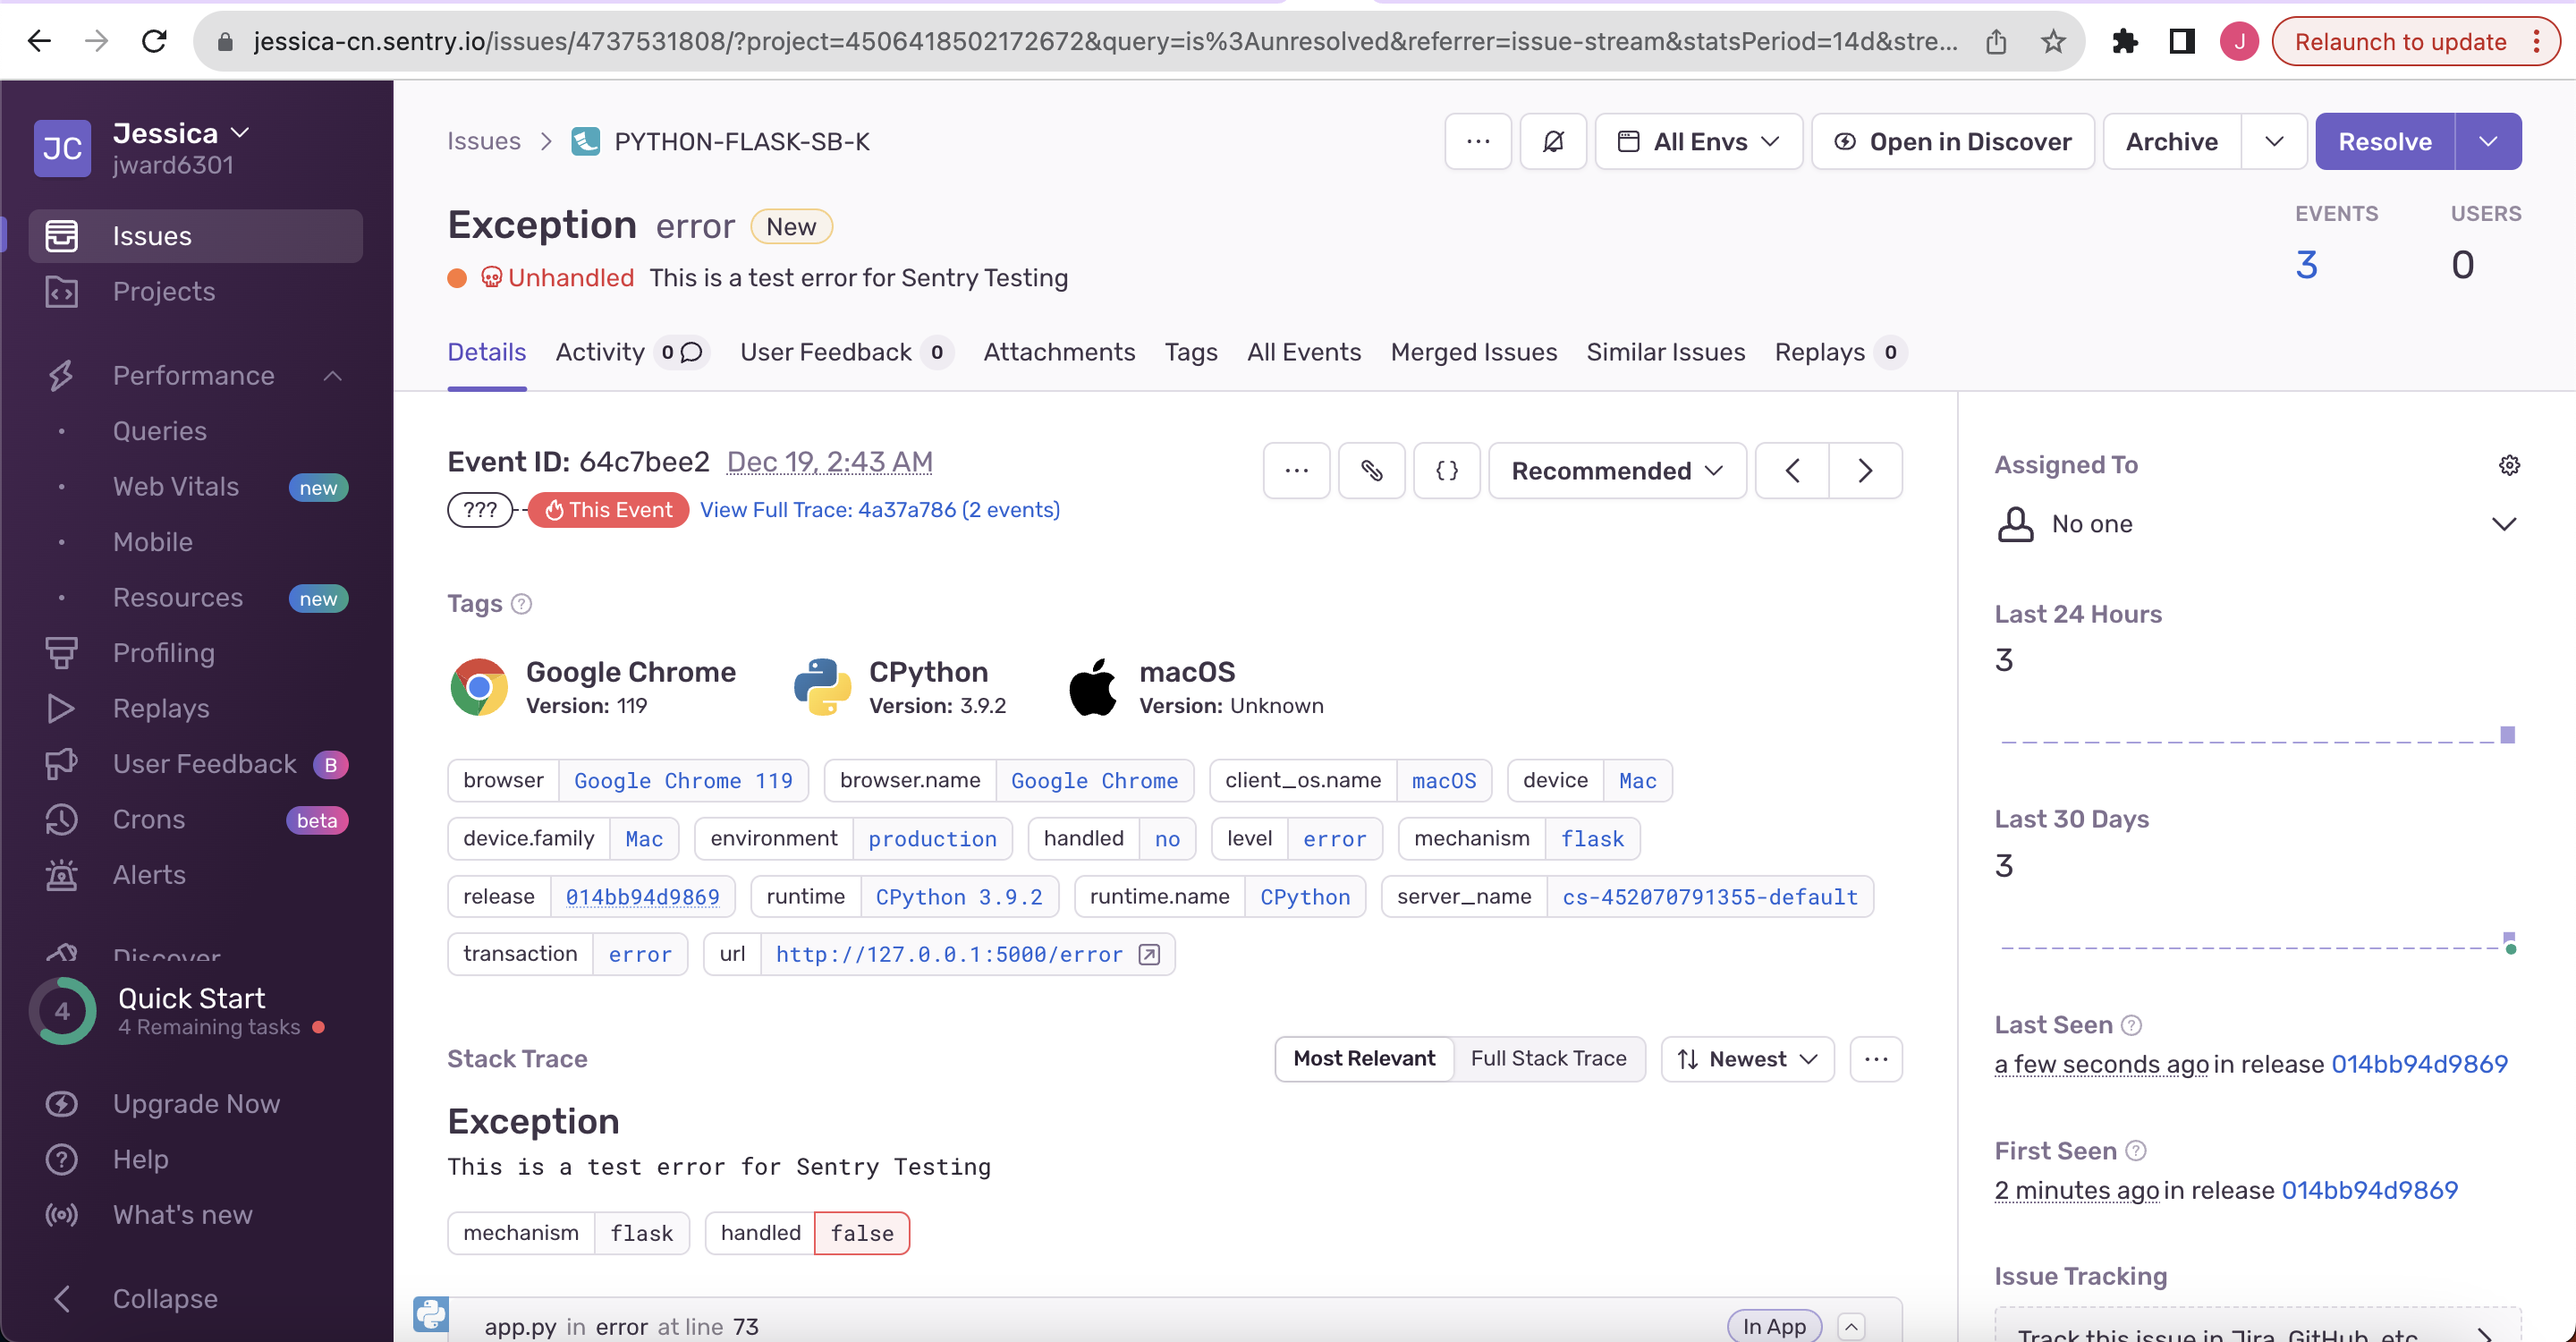 jessica-cn.sentry.io/issues/4737531808/?project=4506418502172672&query=is%3Aunresolved&referrer=issue-stream&statsPeriod=14d&stre...
J
Relaunch to update
JC
Jessica
jward6301
Issues
Projects
Performance
Queries
Web Vitals new
Mobile
Resources new
Profiling
Replays
User Feedback B
Crons beta
Alerts
Discover
4
Quick Start
4 Remaining tasks
Upgrade Now
Help
What's new
Collapse
Issues > PYTHON-FLASK-SB-K
... All Envs Open in Discover Archive Resolve
Exception error New
Unhandled This is a test error for Sentry Testing
EVENTS USERS
3 0
Details Activity 0 User Feedback 0 Attachments Tags All Events Merged Issues Similar Issues Replays 0
Event ID: 64c7bee2 Dec 19, 2:43 AM
... {} Recommended < >
??? This Event View Full Trace: 4a37a786 (2 events)
Tags ?
Google Chrome
Version: 119
CPython
Version: 3.9.2
macOS
Version: Unknown
browser Google Chrome 119 browser.name Google Chrome client_os.name macOS device Mac
device.family Mac environment production handled no level error mechanism flask
release 014bb94d9869 runtime CPython 3.9.2 runtime.name CPython server_name cs-452070791355-default
transaction error url http://127.0.0.1:5000/error
Stack Trace
Most Relevant Full Stack Trace Newest ...
Exception
This is a test error for Sentry Testing
mechanism flask handled false
app.py in error at line 73
In App
Assigned To
No one
Last 24 Hours
3
Last 30 Days
3
Last Seen ?
a few seconds ago in release 014bb94d9869
First Seen ?
2 minutes ago in release 014bb94d9869
Issue Tracking
Track this issue in Jira, GitHub, etc.